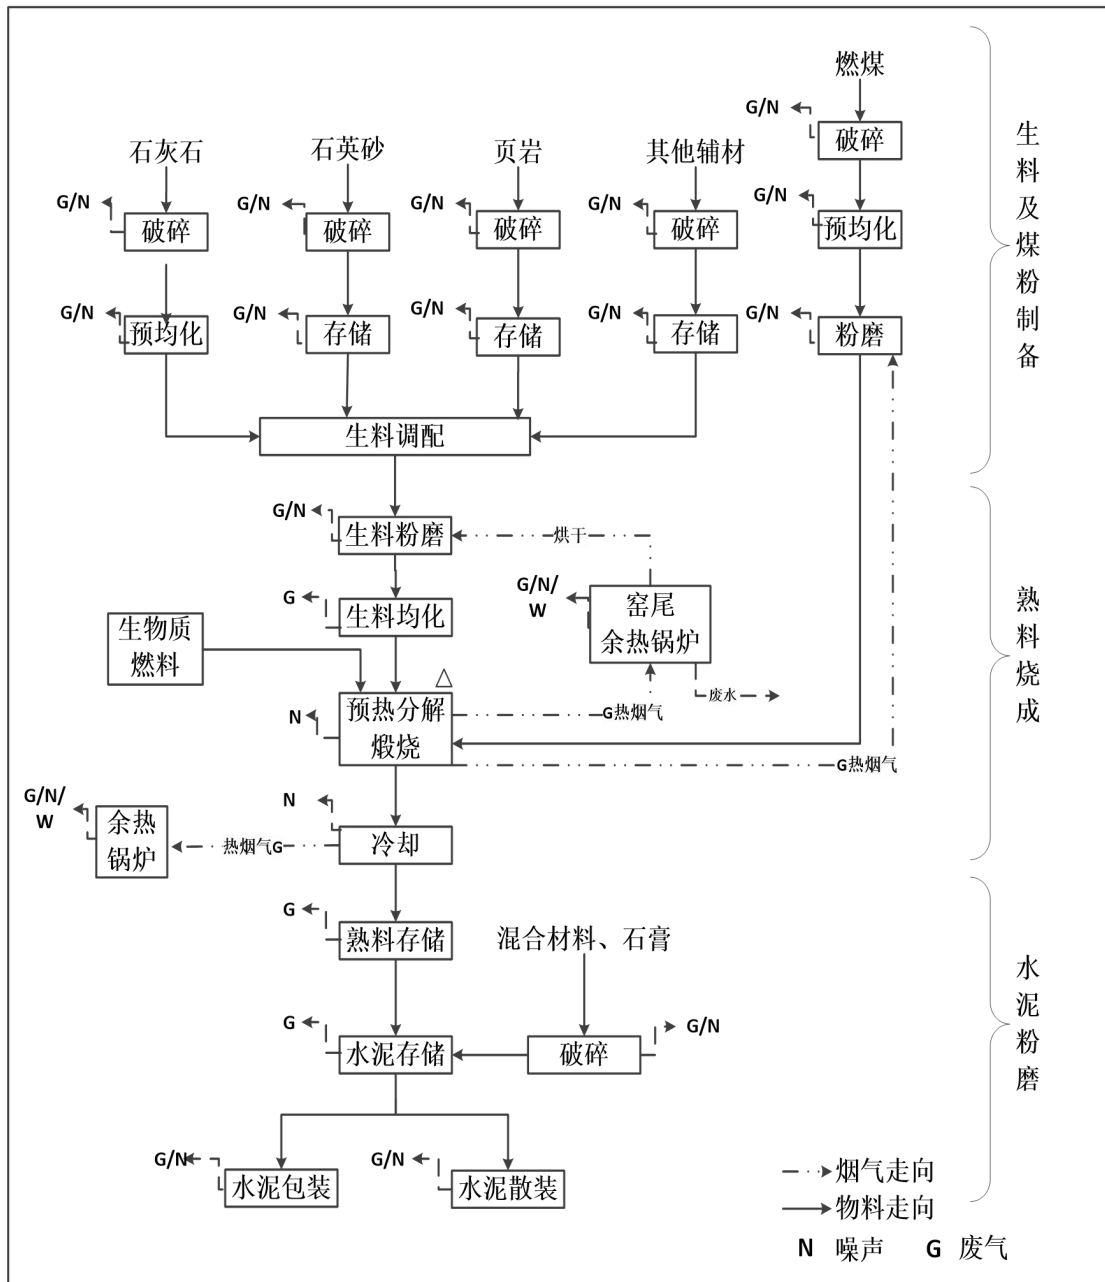 燃煤
G/N
破碎
石灰石
石英砂
页岩
其他辅材
G/N
破碎
G/N
破碎
G/N
破碎
G/N
破碎
G/N
预均化
G/N
预均化
G/N
存储
G/N
存储
G/N
存储
G/N
粉磨
生料调配
生料及煤粉制备
G/N
生料粉磨
烘干
G
生料均化
G/N/
W
窑尾
余热锅炉
生物质
燃料
△
N
预热分解
煅烧
G热烟气
废水
G热烟气
熟料烧成
G/N/
W
余热
锅炉
热烟气G
N
冷却
G
熟料存储
混合材料、石膏
G
水泥存储
破碎
G/N
水泥粉磨
G/N
水泥包装
G/N
水泥散装
烟气走向
物料走向
N 噪声 G 废气